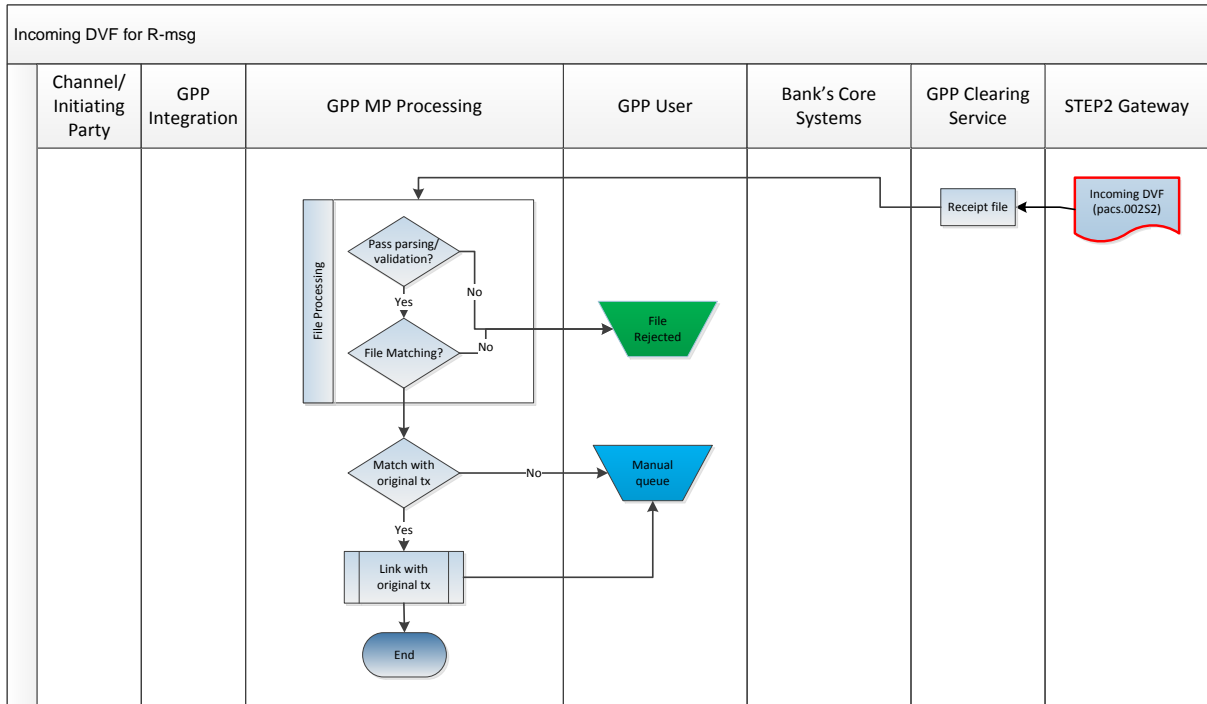 Incoming DVF for R-msg
Channel/
Initiating
Party
GPP
Integration
GPP MP Processing
GPP User
Bank's Core
Systems
GPP Clearing
Service
STEP2 Gateway
Incoming DVF
(pacs.002S2)
Receipt file
File Processing
Pass parsing/
validation?
No
Yes
File
Rejected
File Matching?
No
Match with
original tx
No
Manual
queue
Yes
Link with
original tx
End